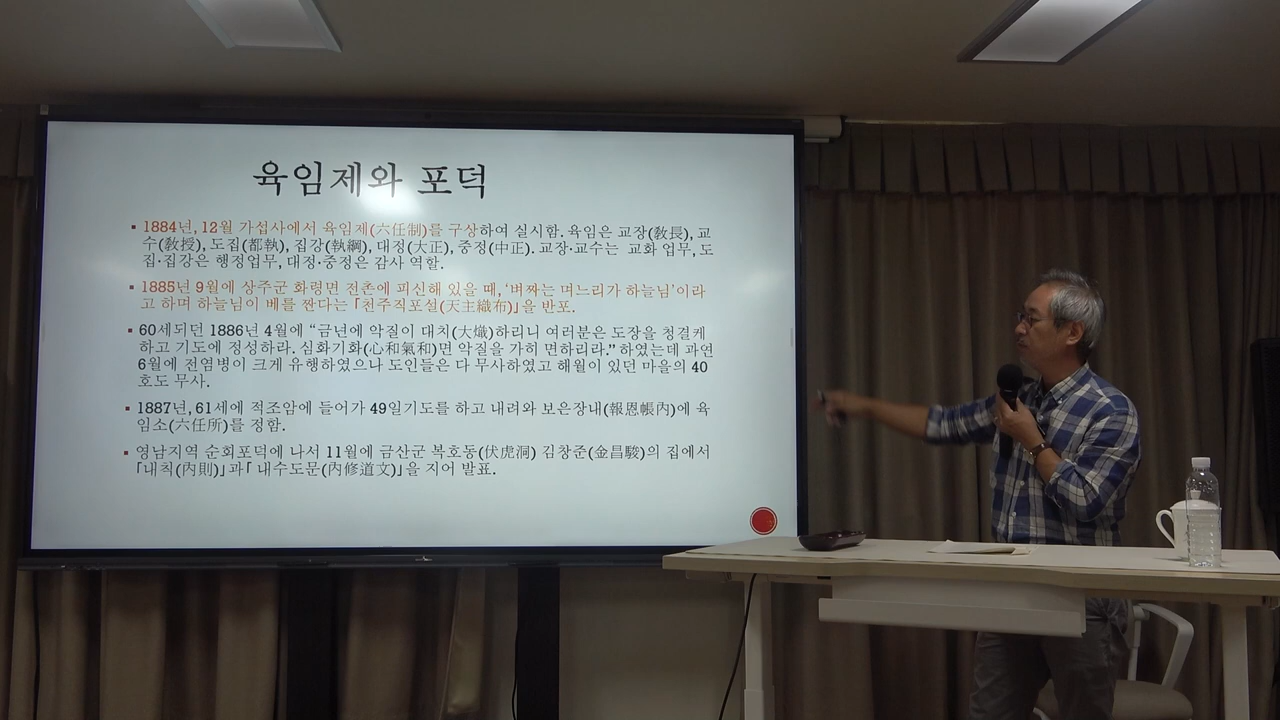 육임제와 포덕
1884년, 12월 가섭사에서 육임제(六任制)를 구상하여 실시함. 육임은 교장(敎長), 교
수(敎授), 도집(都執), 집강(執綱), 대정(大正), 중정(中正). 교장·교수는 교화 업무, 도
집·집강은 행정업무, 대정·중정은 감사 역할.
1885년 9월에 상주군 화령면 전촌에 피신해 있을 때, ‘벼짜는 며느리가 하늘님’이라
고 하며 하늘님이 베를 짠다는 「천주직포설(天主織布)」을 반포.
60세되던 1886년 4월에 “금년에 악질이 대치(大熾)하리니 여러분은 도장을 청결케
하고 기도에 정성하라. 심화기화(心和氣和)면 악질을 가히 면하리라.” 하였는데 과연
6월에 전염병이 크게 유행하였으나 도인들은 다 무사하였고 해월이 있던 마을의 40
호도 무사.
1887년, 61세에 적조암에 들어가 49일기도를 하고 내려와 보은장내(報恩帳內)에 육
임소(六任所)를 정함.
영남지역 순회포덕에 나서 11월에 금산군 복호동(伏虎洞) 김창준(金昌駿)의 집에서
「내칙(內則)」과「 내수도문(內修道文)」을 지어 발표.